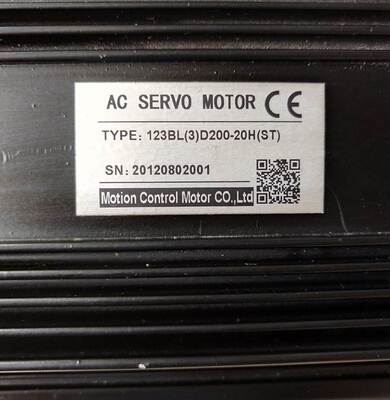 AC SERVO MOTOR CE
TYPE: 123BL(3)D200-20H(ST)
SN: 20120802001
Motion Control Motor CO.,Ltd